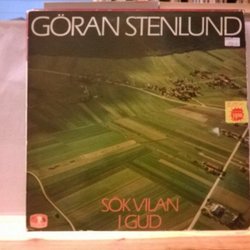 GÖRAN STENLUND
SÖK VILAN
I GUD